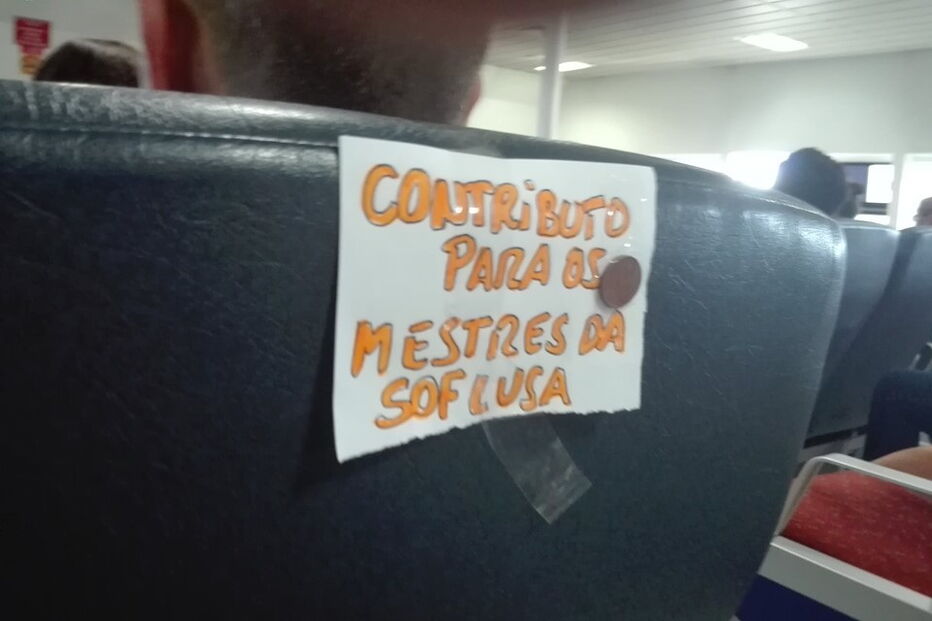 CONTRiBUTO
PARA OS
MESTRES DA
SOFLUSA